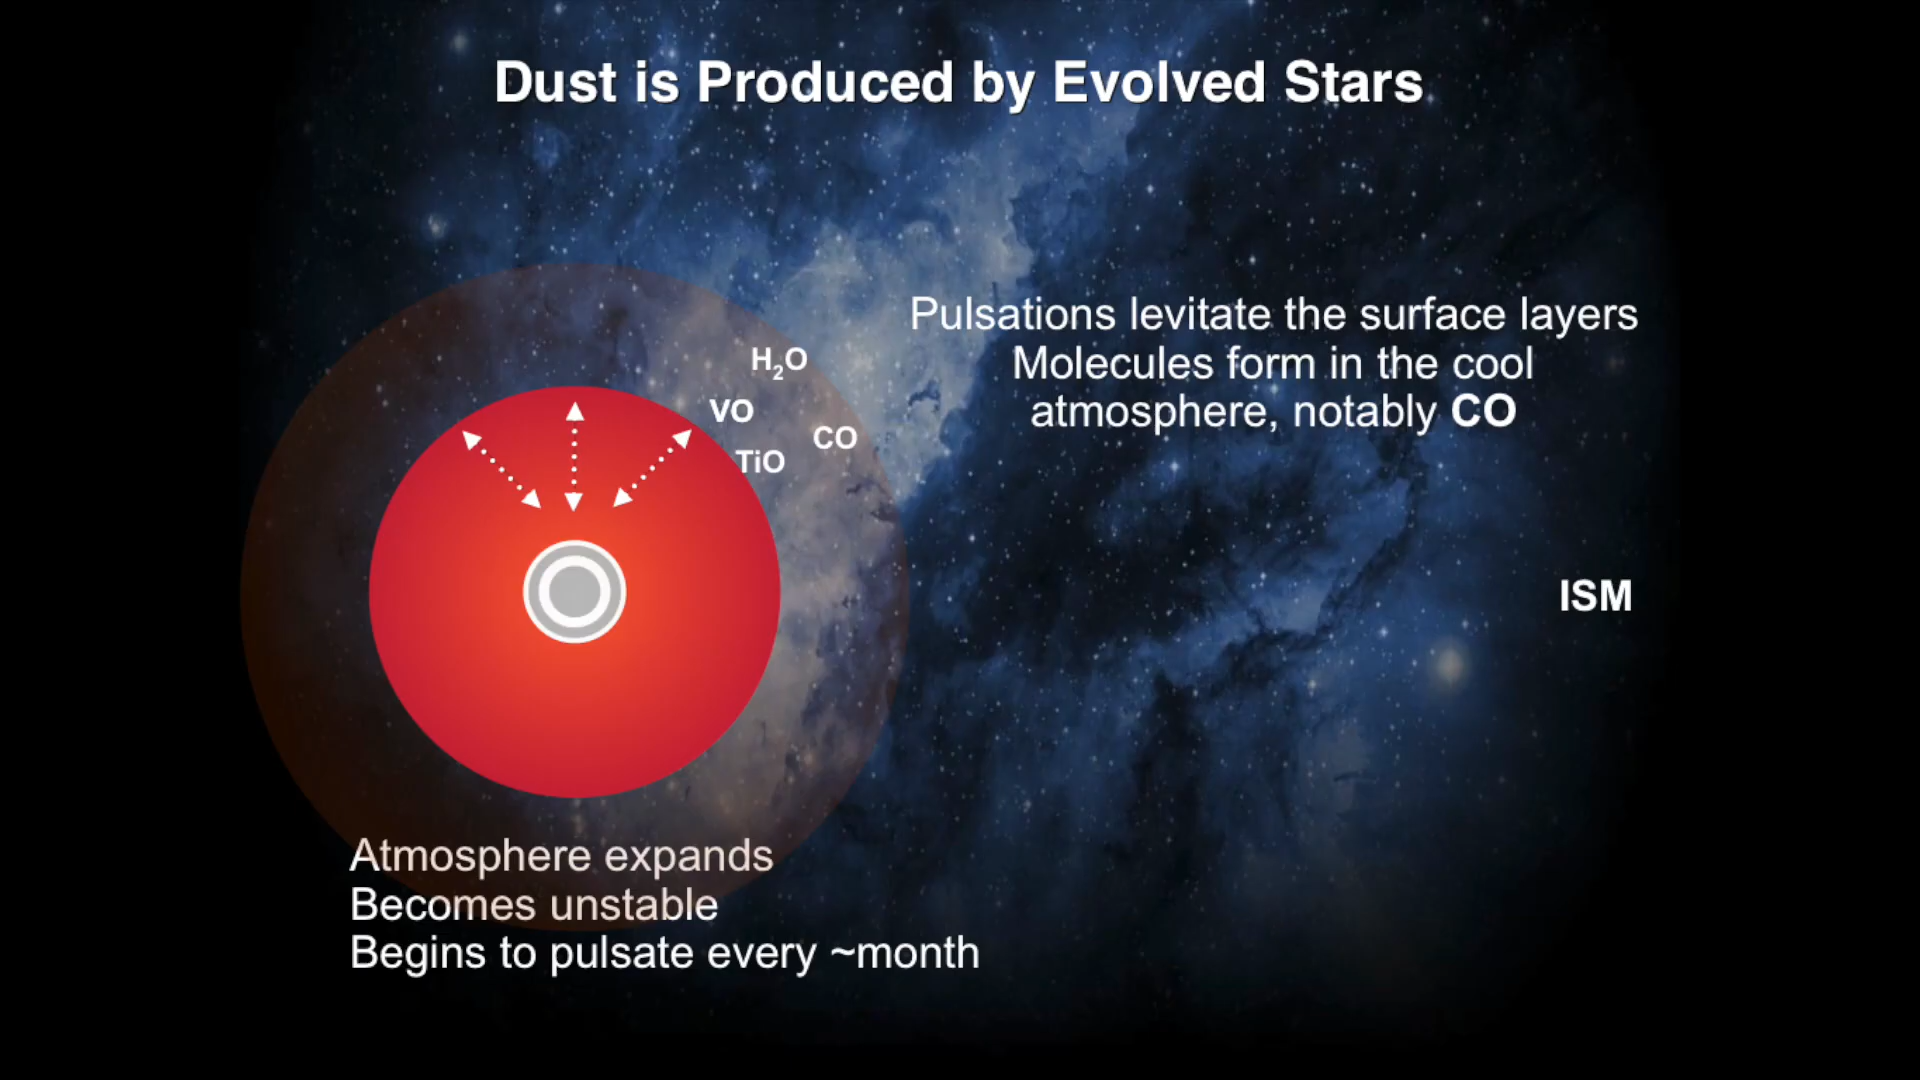 Dust is Produced by Evolved Stars
Pulsations levitate the surface layers
Molecules form in the cool
atmosphere, notably CO
H₂O
VO
CO
TiO
ISM
Atmosphere expands
Becomes unstable
Begins to pulsate every ~month